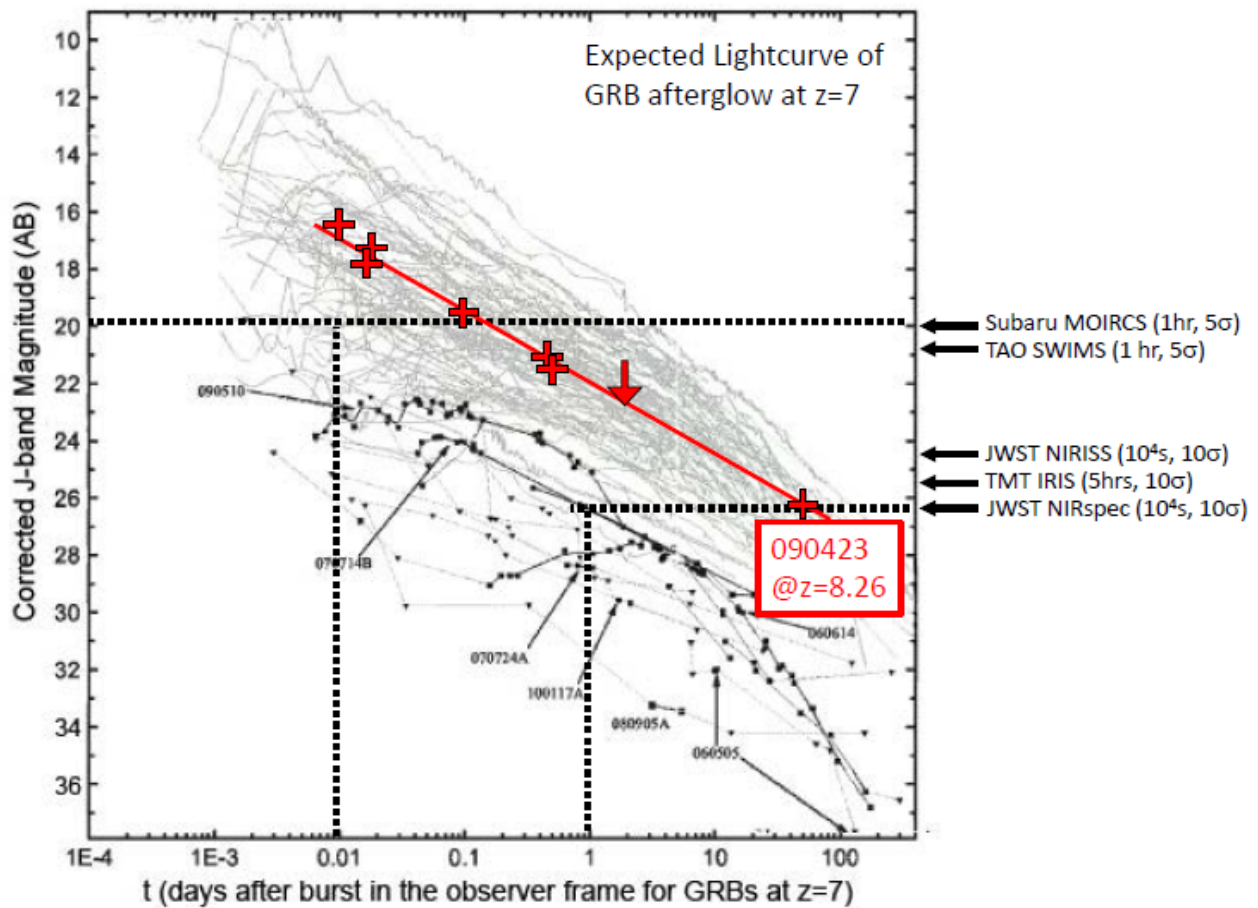 Expected Lightcurve of
GRB afterglow at z=7
Corrected J-band Magnitude (AB)
10
12
14
16
18
20
22
24
26
28
30
32
34
36
090510
070714B
070724A
100117A
080905A
060505
060614
090423
@z=8.26
Subaru MOIRCS (1hr, 5σ)
TAO SWIMS (1 hr, 5σ)
JWST NIRISS (10⁴s, 10σ)
TMT IRIS (5hrs, 10σ)
JWST NIRspec (10⁴s, 10σ)
1E-4 1E-3 0.01 0.1 1 10 100
t (days after burst in the observer frame for GRBs at z=7)